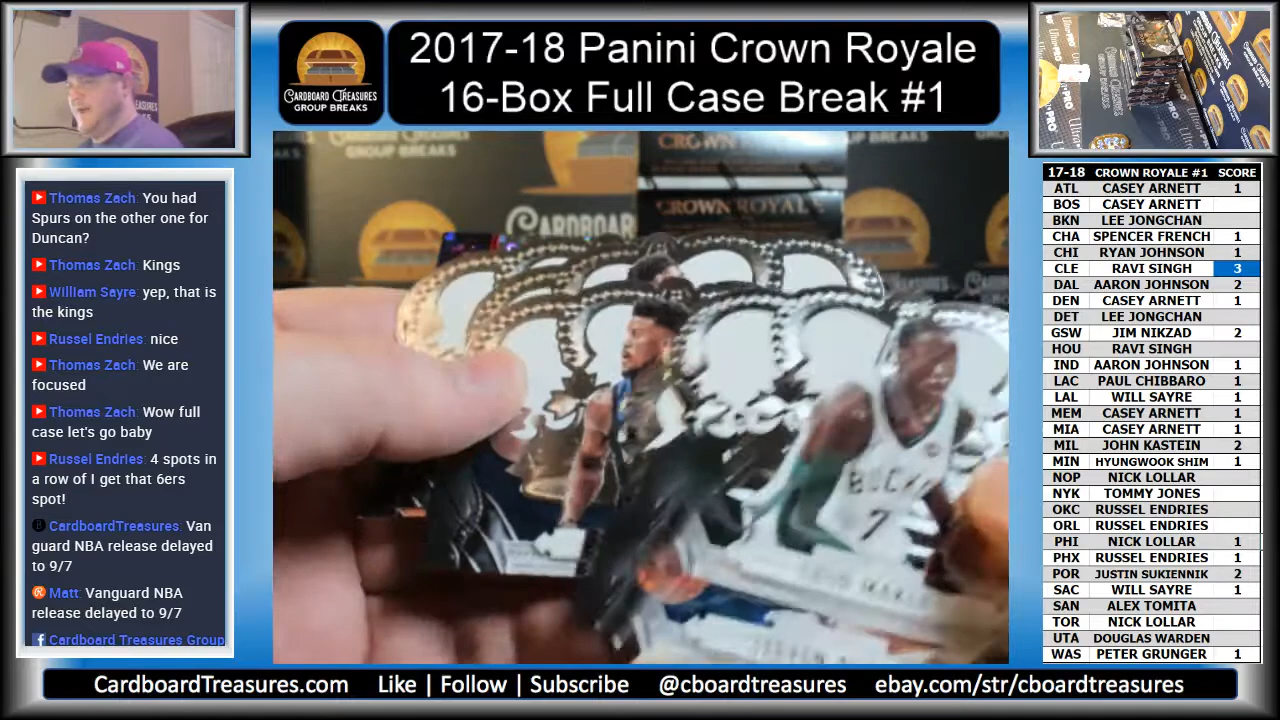 CARDBOARD TREASURES
GROUP BREAKS
2017-18 Panini Crown Royale
16-Box Full Case Break #1
Thomas Zach: You had
Spurs on the other one for
Duncan?
Thomas Zach: Kings
William Sayre: yep, that is
the kings
Russel Endries: nice
Thomas Zach: We are
focused
Thomas Zach: Wow full
case let's go baby
Russel Endries: 4 spots in
a row of I get that 6ers
spot!
CardboardTreasures: Van
guard NBA release delayed
to 9/7
Matt: Vanguard NBA
release delayed to 9/7
Cardboard Treasures Group
GROUP BREAKS
CROWN
CROWN ROYALE
CARDBOAR
BUCKS
7
17-18 CROWN ROYALE #1 SCORE
ATL CASEY ARNETT 1
BOS CASEY ARNETT
BKN LEE JONGCHAN
CHA SPENCER FRENCH 1
CHI RYAN JOHNSON 1
CLE RAVI SINGH 3
DAL AARON JOHNSON 2
DEN CASEY ARNETT 1
DET LEE JONGCHAN
GSW JIM NIKZAD 2
HOU RAVI SINGH
IND AARON JOHNSON 1
LAC PAUL CHIBBARO 1
LAL WILL SAYRE 1
MEM CASEY ARNETT 1
MIA CASEY ARNETT 1
MIL JOHN KASTEIN 2
MIN HYUNGWOOK SHIM 1
NOP NICK LOLLAR
NYK TOMMY JONES
OKC RUSSEL ENDRIES
ORL RUSSEL ENDRIES
PHI NICK LOLLAR 1
PHX RUSSEL ENDRIES 1
POR JUSTIN SUKIENNIK 2
SAC WILL SAYRE 1
SAN ALEX TOMITA
TOR NICK LOLLAR
UTA DOUGLAS WARDEN
WAS PETER GRUNGER 1
CardboardTreasures.com Like | Follow | Subscribe @cboardtreasures ebay.com/str/cboardtreasures